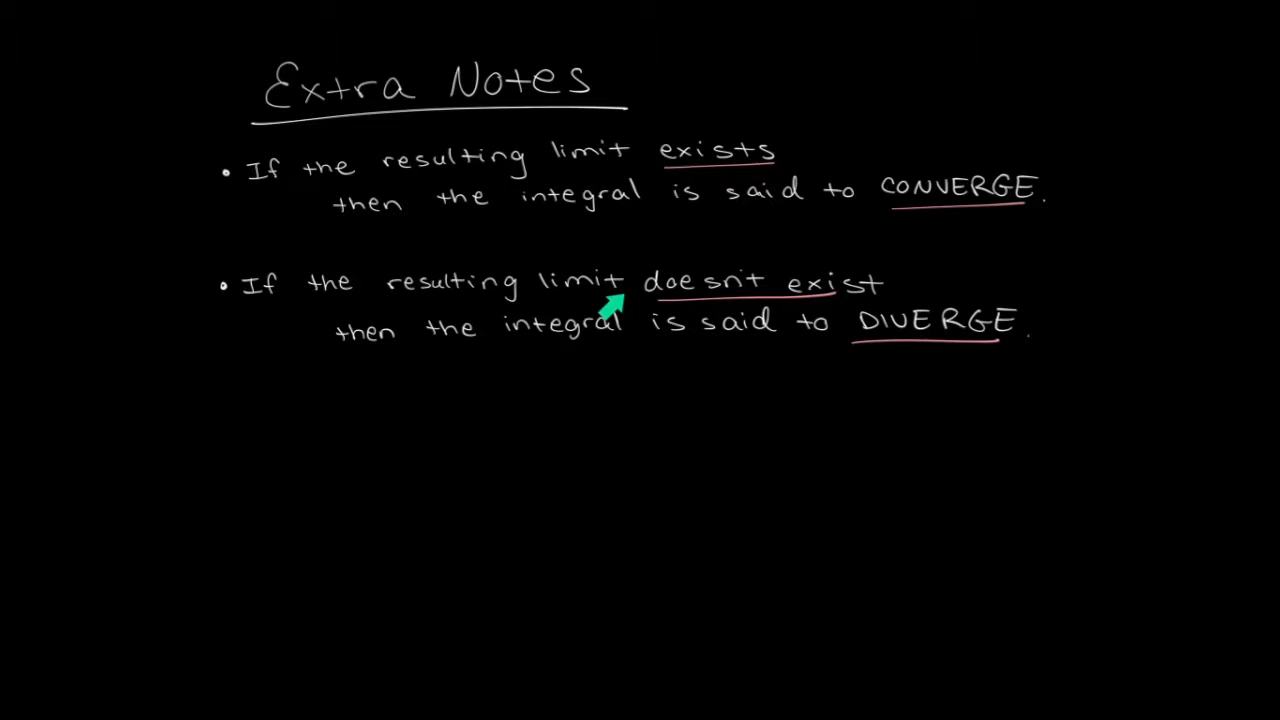 Extra Notes
• If the resulting limit exists
then the integral is said to CONVERGE.
• If the resulting limit doesn't exist
then the integral is said to DIVERGE.